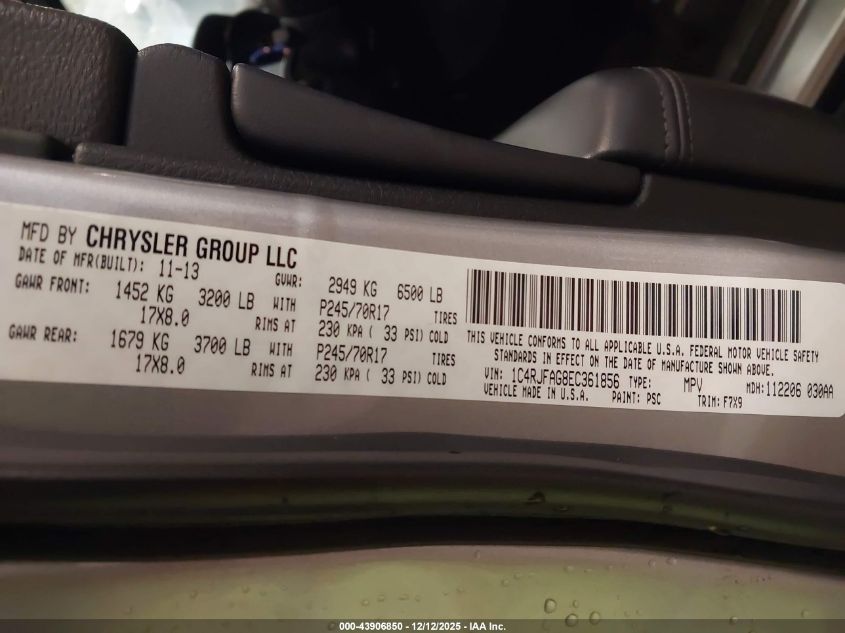 MFD BY CHRYSLER GROUP LLC
DATE OF MFR(BUILT): 11-13 GVWR: 2949 KG 6500 LB
GAWR FRONT: 1452 KG 3200 LB WITH P245/70R17 TIRES
17X8.0 RIMS AT 230 KPA ( 33 PSI) COLD
GAWR REAR: 1679 KG 3700 LB WITH P245/70R17 TIRES
17X8.0 RIMS AT 230 KPA ( 33 PSI) COLD
THIS VEHICLE CONFORMS TO ALL APPLICABLE U.S.A. FEDERAL MOTOR VEHICLE SAFETY
STANDARDS IN EFFECT ON THE DATE OF MANUFACTURE SHOWN ABOVE.
VIN: 1C4RJFAG8EC361856 TYPE: MPV MDH:112206 030AA
VEHICLE MADE IN U.S.A. PAINT: PSC TRIM: F7X9
000-43906850 - 12/12/2025 - IAA Inc.